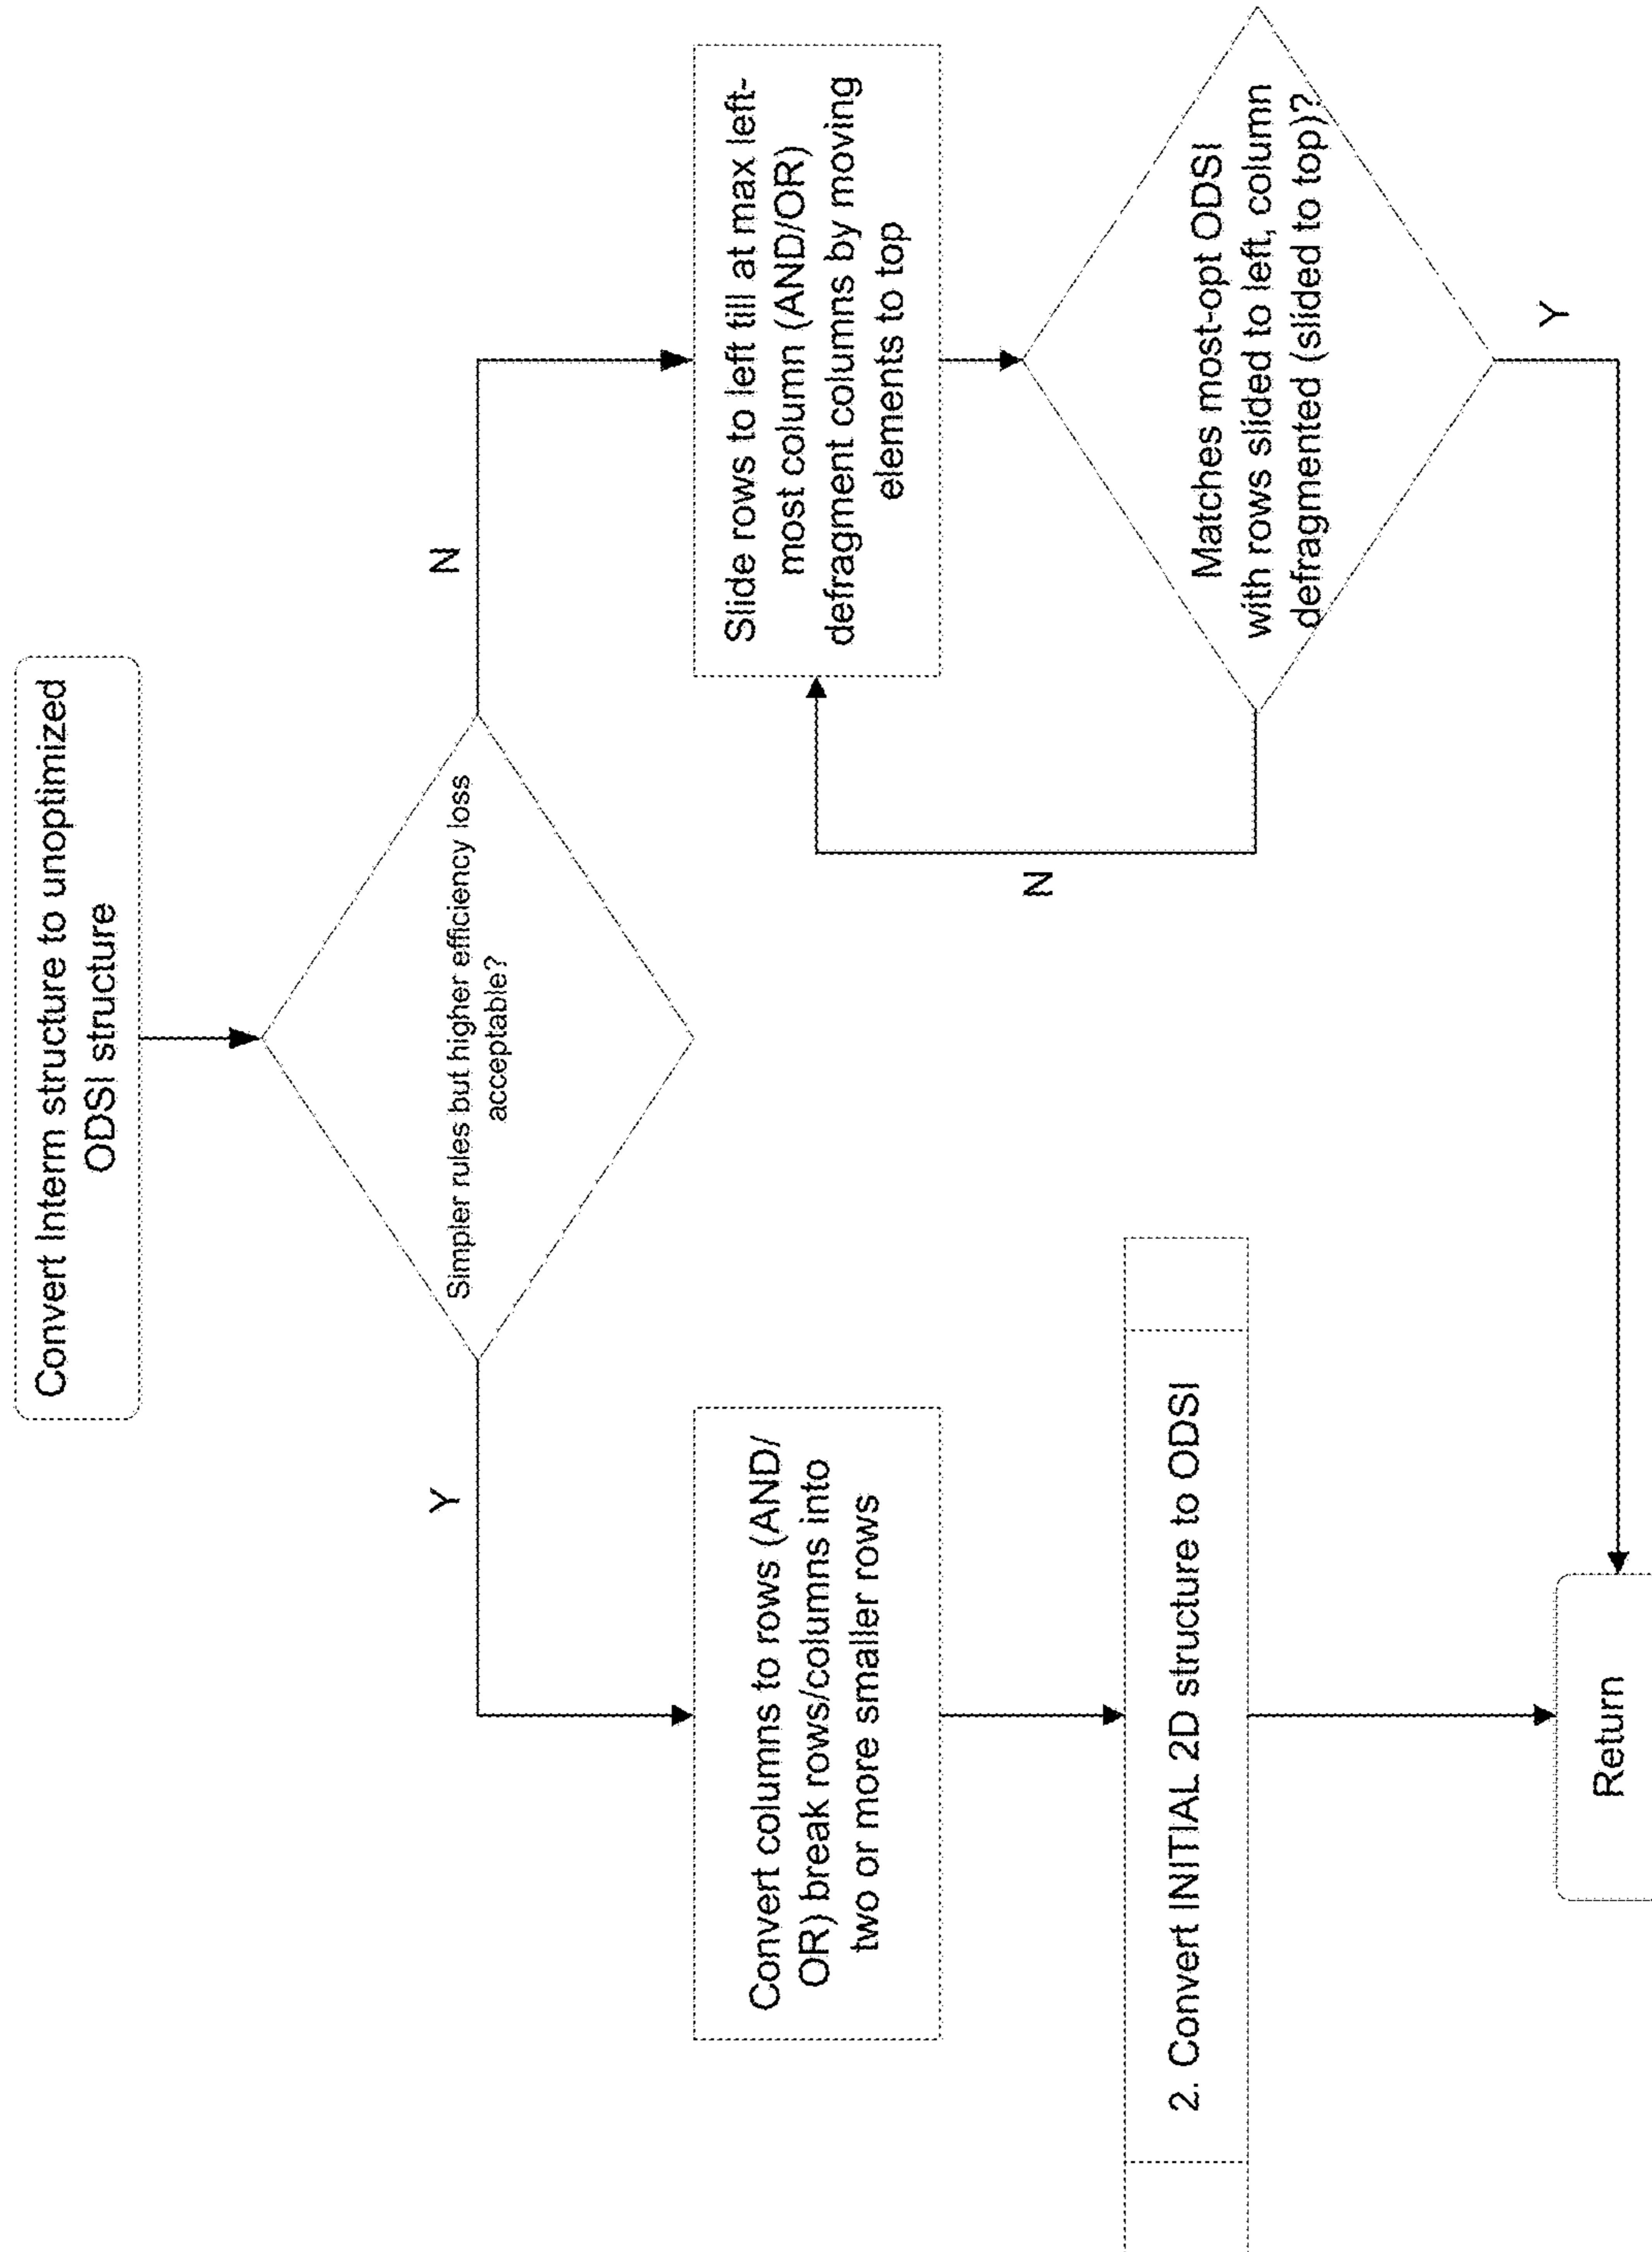 Convert Interm structure to unoptimized
ODSI structure
Simpler rules but higher efficiency loss
acceptable?
Y
N
Convert columns to rows (AND/
OR) break rows/columns into
two or more smaller rows
Slide rows to left till at max left-
most column (AND/OR)
defragment columns by moving
elements to top
N
2. Convert INITIAL 2D structure to ODSI
Matches most-opt ODSI
with rows slided to left, column
defragmented (slided to top)?
Y
Return